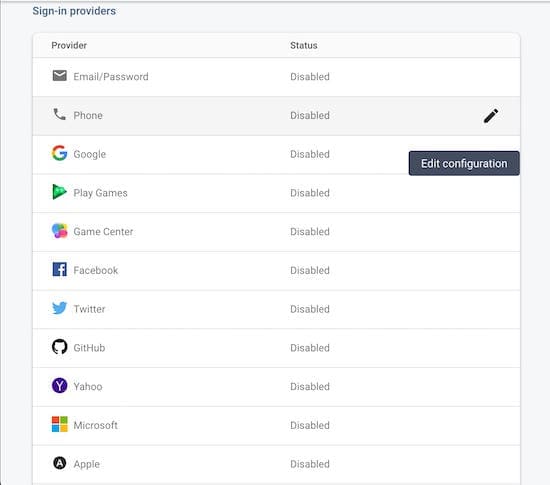 Sign-in providers
Provider Status
Email/Password Disabled
Phone Disabled
Google Disabled
Edit configuration
Play Games Disabled
Game Center Disabled
Facebook Disabled
Twitter Disabled
GitHub Disabled
Yahoo Disabled
Microsoft Disabled
Apple Disabled